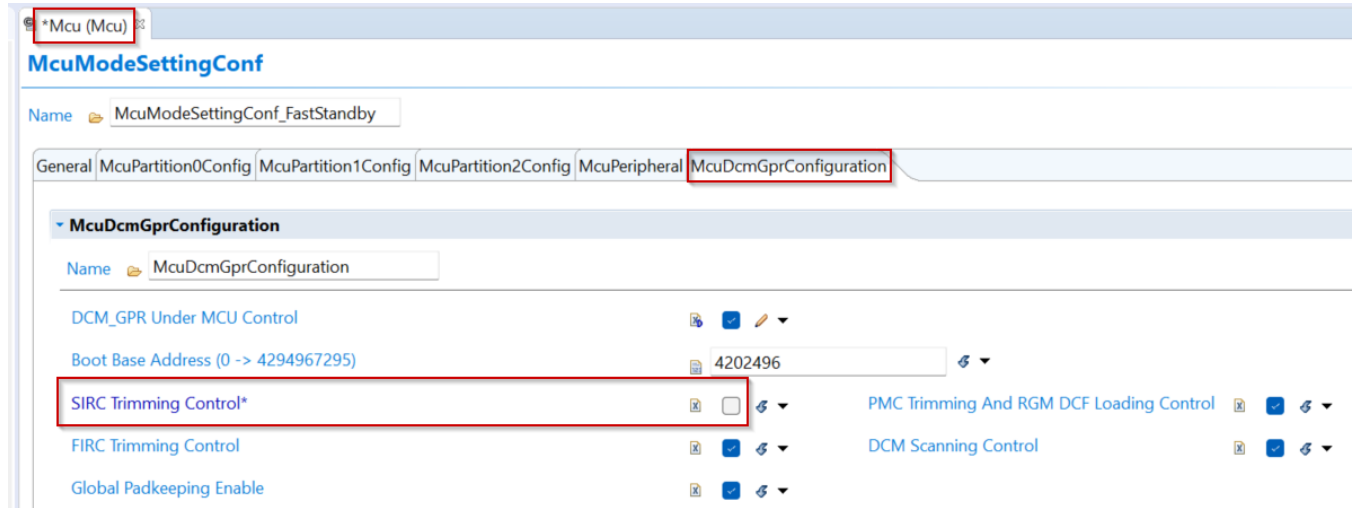 *Mcu (Mcu)
McuModeSettingConf
Name McuModeSettingConf_FastStandby
General McuPartition0Config McuPartition1Config McuPartition2Config McuPeripheral McuDcmGprConfiguration
McuDcmGprConfiguration
Name McuDcmGprConfiguration
DCM_GPR Under MCU Control
Boot Base Address (0 -> 4294967295) 4202496
SIRC Trimming Control* PMC Trimming And RGM DCF Loading Control
FIRC Trimming Control DCM Scanning Control
Global Padkeeping Enable